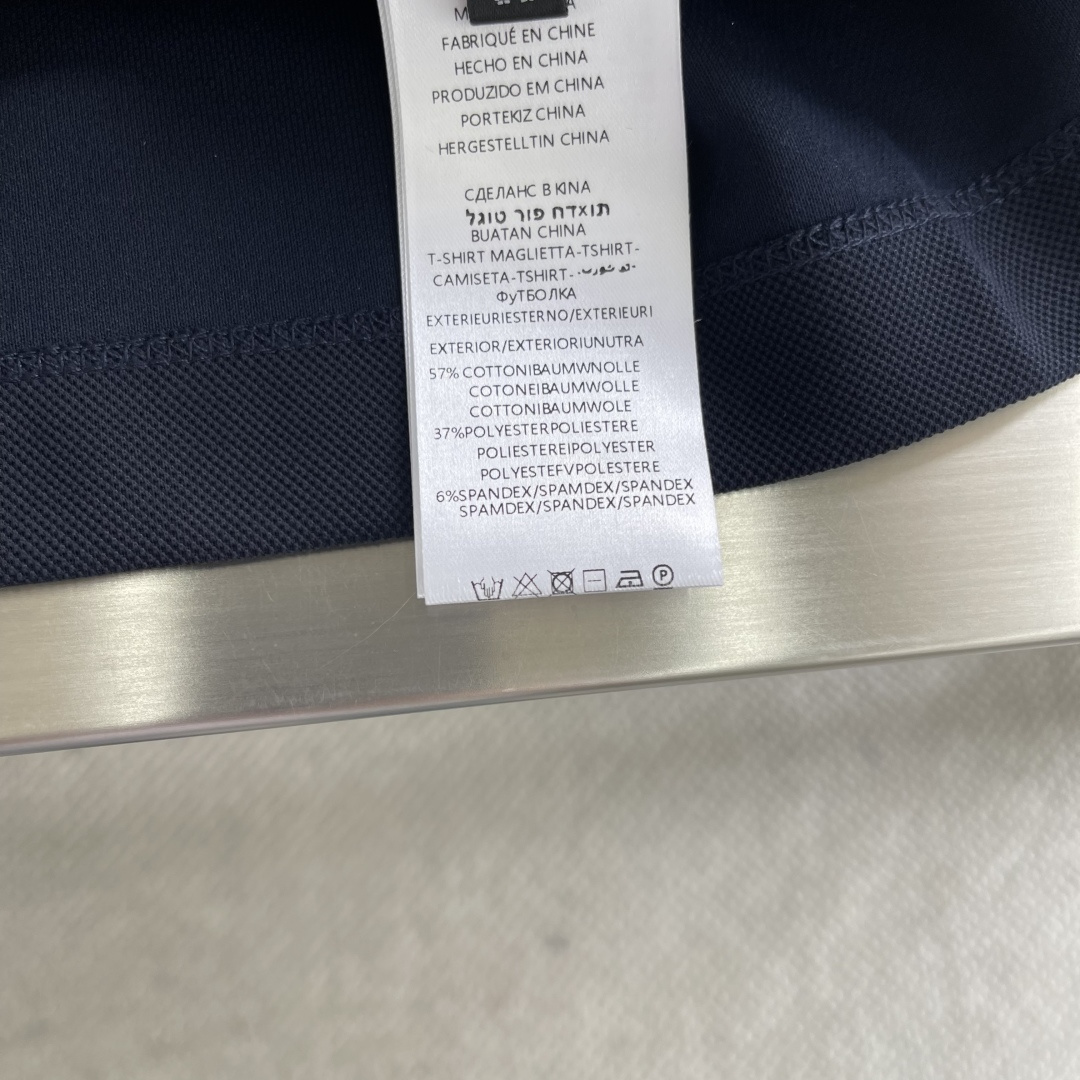 FABRIQUÉ EN CHINE
HECHO EN CHINA
PRODUZIDO EM CHINA
PORTEKIZ CHINA
HERGESTELLTIN CHINA
СДЕЛАНС В KINA
תוצדח פור טוגל
BUATAN CHINA
T-SHIRT MAGLIETTA-TSHIRT-
CAMISETA-TSHIRT-
ФуТБОЛКА
EXTERIEURIESTERNO/EXTERIEURI
EXTERIOR/EXTERIORIUNUTRA
57% COTTONIBAUMWNOLLE
COTONEIBAUMWOLLE
COTTONIBAUMWOLE
37%POLYESTERPOLIESTERE
POLIESTEREIPOLYESTER
POLYESTEFVPOLESTERE
6%SPANDEX/SPAMDEX/SPANDEX
SPAMDEX/SPANDEX/SPANDEX
P